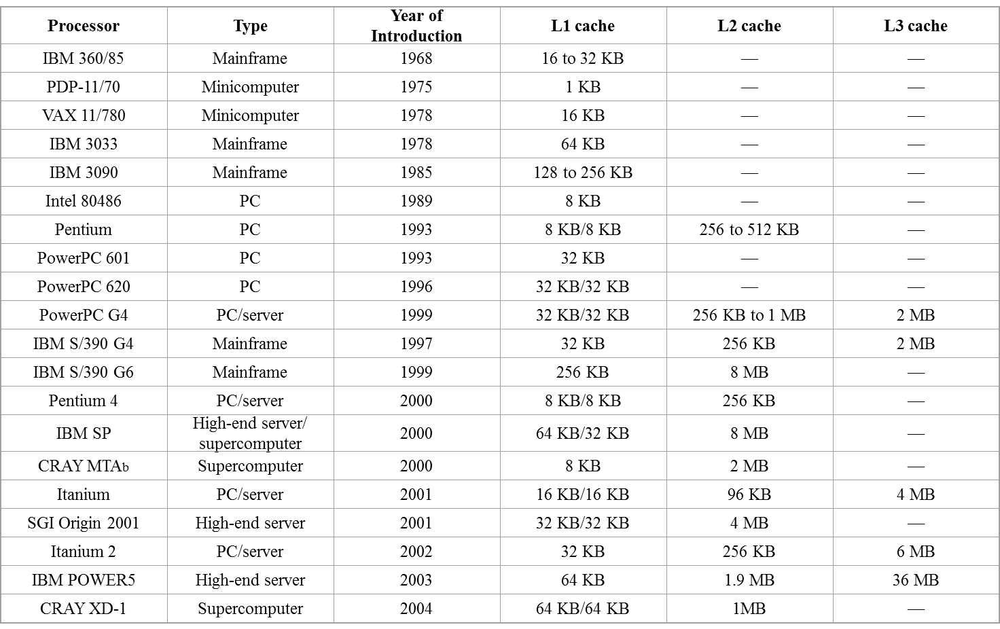 Processor Type Year of Introduction L1 cache L2 cache L3 cache
IBM 360/85 Mainframe 1968 16 to 32 KB — —
PDP-11/70 Minicomputer 1975 1 KB — —
VAX 11/780 Minicomputer 1978 16 KB — —
IBM 3033 Mainframe 1978 64 KB — —
IBM 3090 Mainframe 1985 128 to 256 KB — —
Intel 80486 PC 1989 8 KB — —
Pentium PC 1993 8 KB/8 KB 256 to 512 KB —
PowerPC 601 PC 1993 32 KB — —
PowerPC 620 PC 1996 32 KB/32 KB — —
PowerPC G4 PC/server 1999 32 KB/32 KB 256 KB to 1 MB 2 MB
IBM S/390 G4 Mainframe 1997 32 KB 256 KB 2 MB
IBM S/390 G6 Mainframe 1999 256 KB 8 MB —
Pentium 4 PC/server 2000 8 KB/8 KB 256 KB —
IBM SP High-end server/ supercomputer 2000 64 KB/32 KB 8 MB —
CRAY MTAb Supercomputer 2000 8 KB 2 MB —
Itanium PC/server 2001 16 KB/16 KB 96 KB 4 MB
SGI Origin 2001 High-end server 2001 32 KB/32 KB 4 MB —
Itanium 2 PC/server 2002 32 KB 256 KB 6 MB
IBM POWER5 High-end server 2003 64 KB 1.9 MB 36 MB
CRAY XD-1 Supercomputer 2004 64 KB/64 KB 1MB —